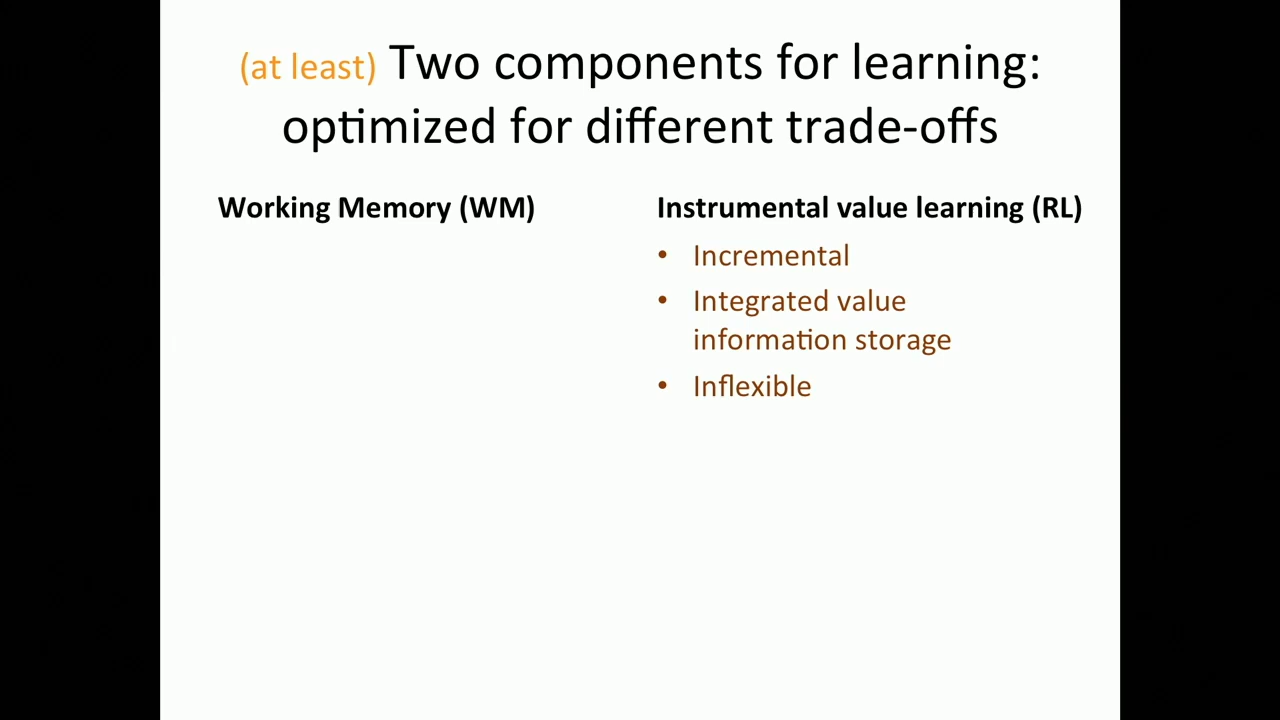 (at least) Two components for learning:
optimized for different trade-offs
Working Memory (WM)
Instrumental value learning (RL)
• Incremental
• Integrated value
information storage
• Inflexible